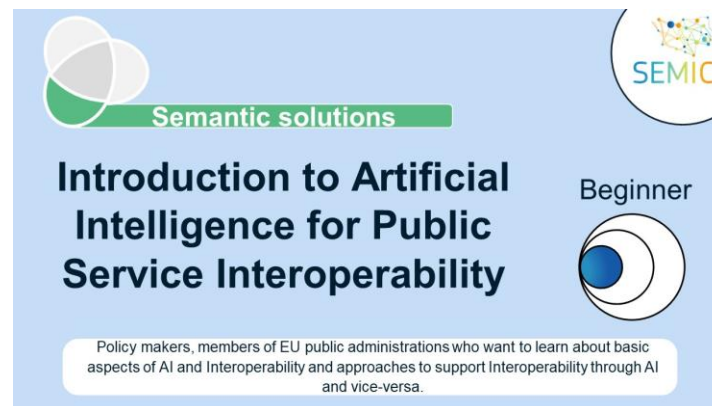 SEMIC
Semantic solutions
Introduction to Artificial
Intelligence for Public
Service Interoperability
Beginner
Policy makers, members of EU public administrations who want to learn about basic
aspects of AI and Interoperability and approaches to support Interoperability through AI
and vice-versa.